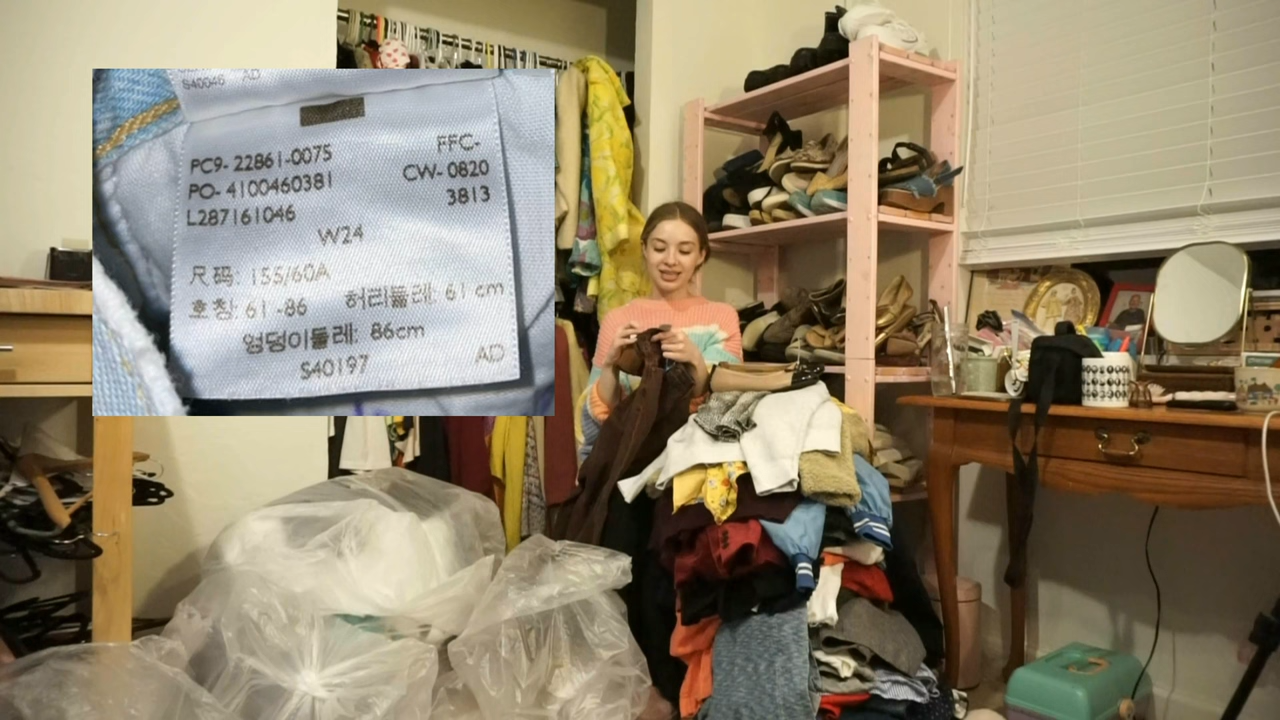 S40046 AD
PC9- 22861-0075
FFC-
PO- 4100460381
CW- 0820
L287161046
3813
W24
尺码: 155/60A
호칭: 61 -86 허리둘레: 61 cm
엉덩이둘레: 86cm
S40197 AD